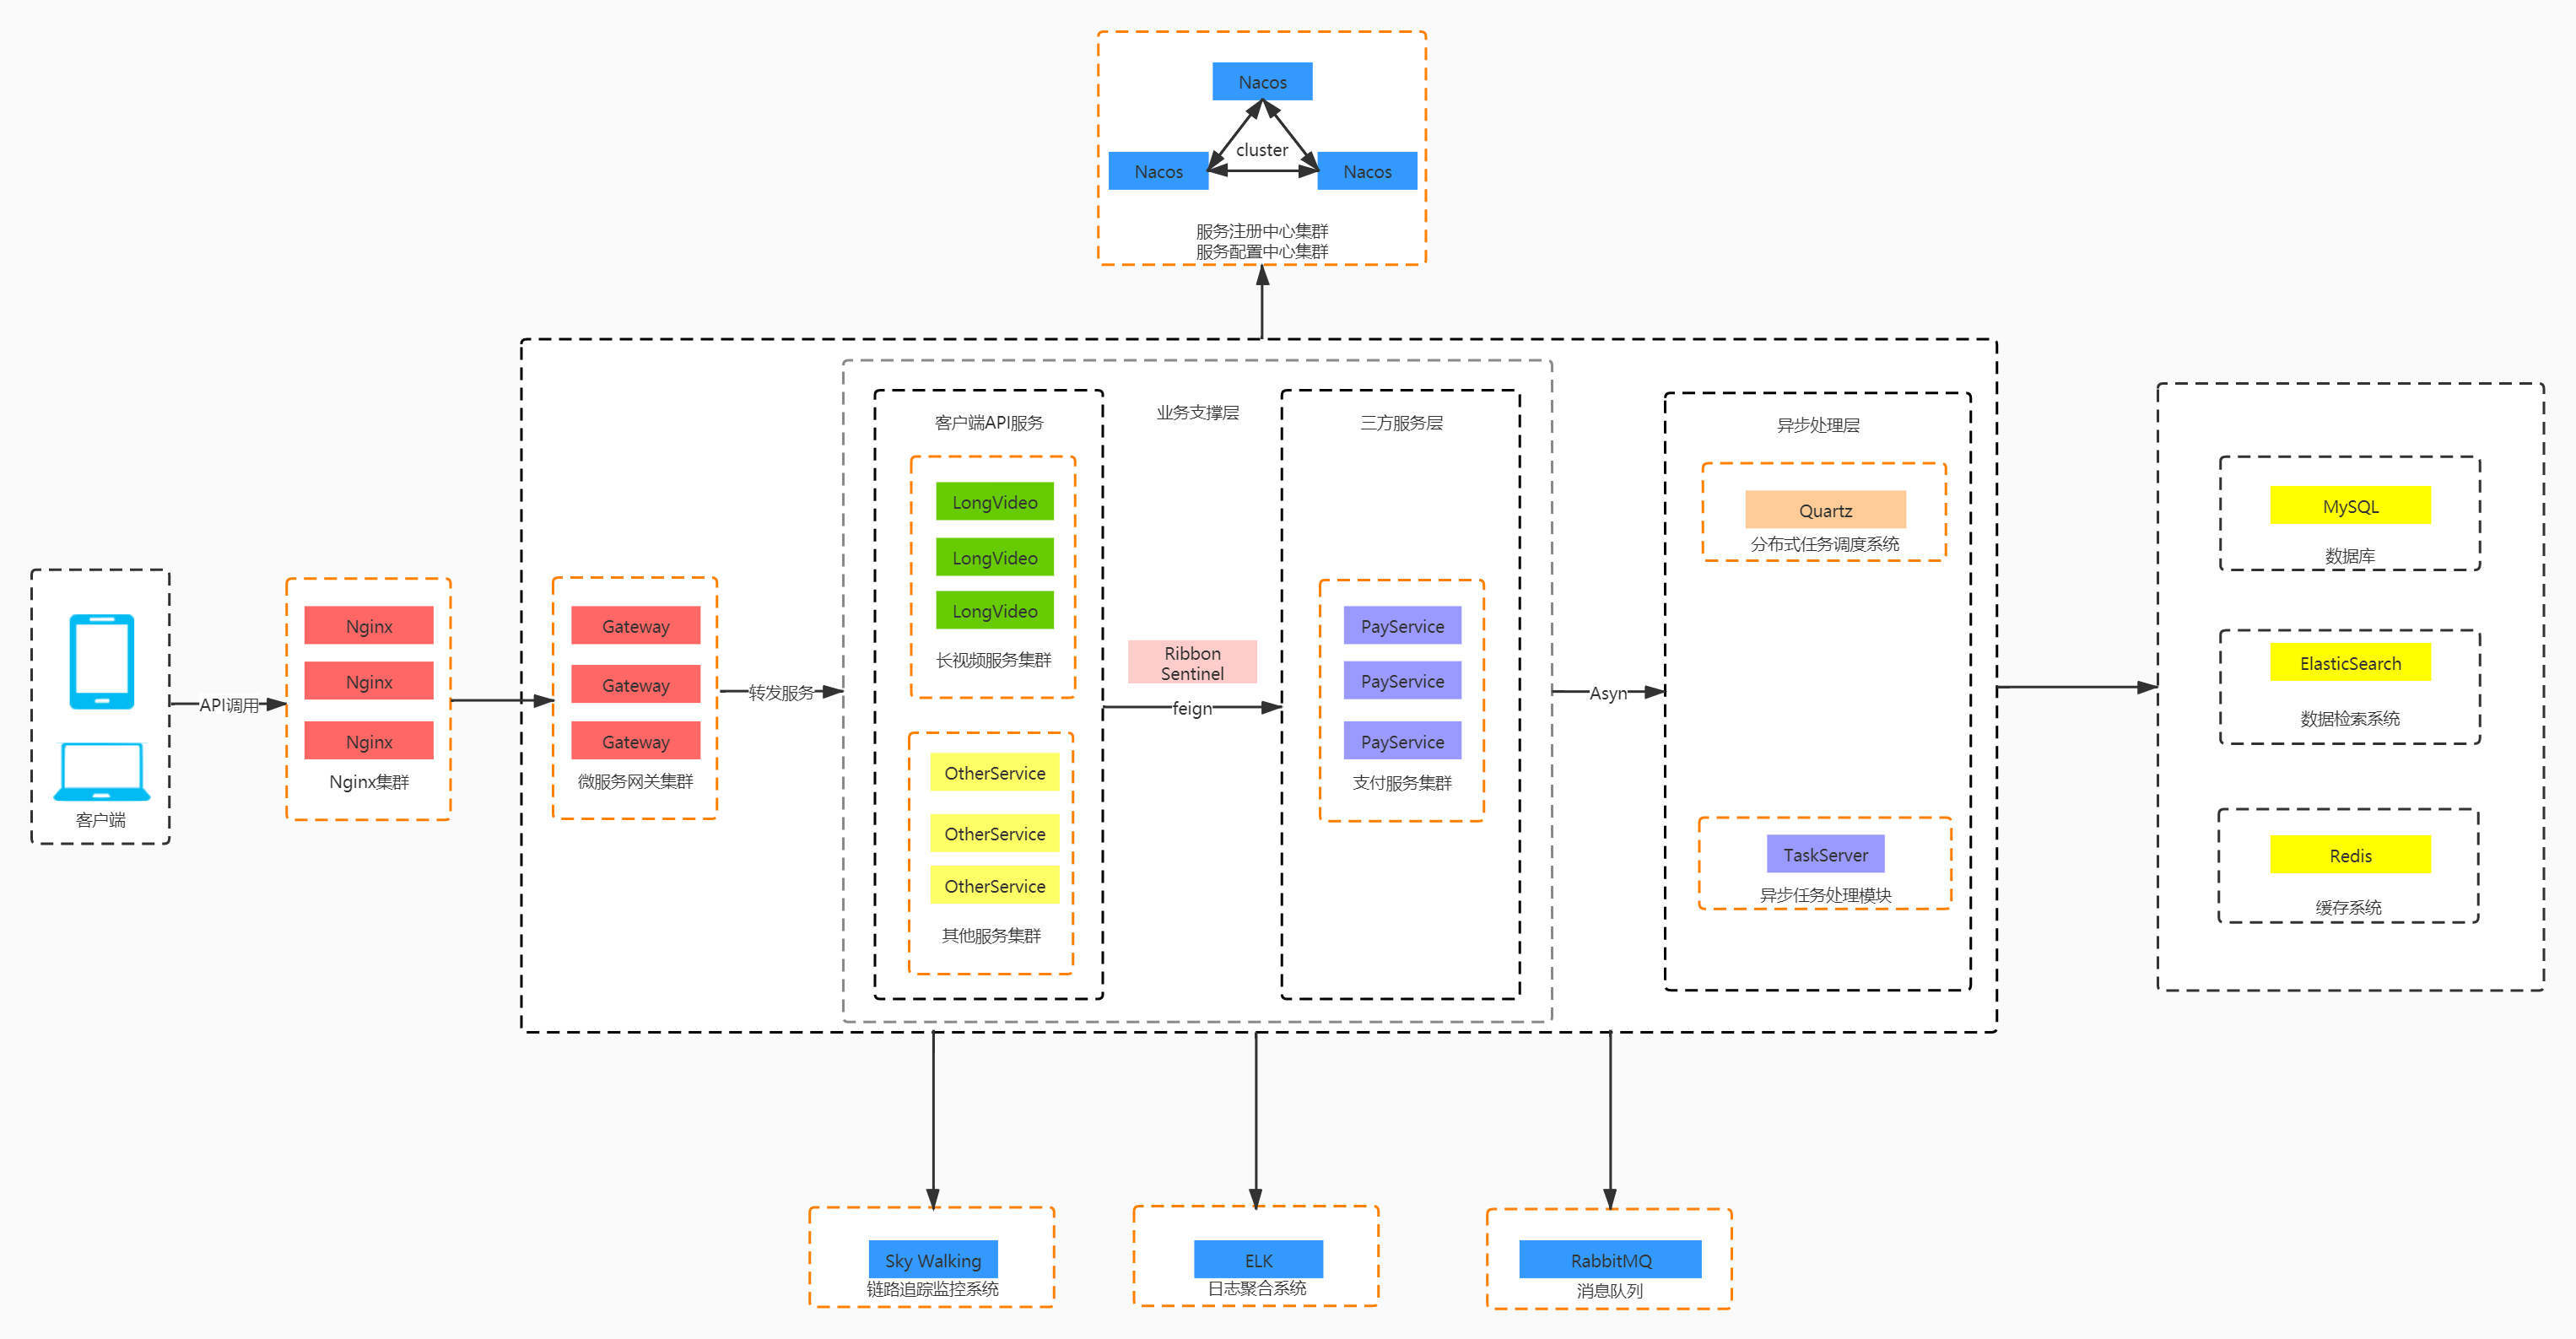 Nacos
cluster
Nacos
Nacos
服务注册中心集群
服务配置中心集群
客户端
API调用
Nginx
Nginx
Nginx
Nginx集群
Gateway
Gateway
Gateway
微服务网关集群
转发服务
业务支撑层
客户端API服务
LongVideo
LongVideo
LongVideo
长视频服务集群
OtherService
OtherService
OtherService
其他服务集群
Ribbon
Sentinel
feign
三方服务层
PayService
PayService
PayService
支付服务集群
Asyn
异步处理层
Quartz
分布式任务调度系统
TaskServer
异步任务处理模块
MySQL
数据库
ElasticSearch
数据检索系统
Redis
缓存系统
Sky Walking
链路追踪监控系统
ELK
日志聚合系统
RabbitMQ
消息队列